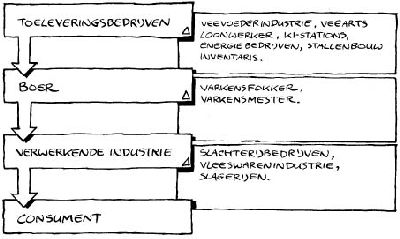 TOELEVERINGSBEDRIJVEN
VEEVOEDERINDUSTRIE, VEEARTS
LOONWERKER, KI-STATIONS,
ENERGIEBEDRIJVEN, STALLENBOUW
INVENTARIS.
BOER
VARKENSFOKKER,
VARKENSMESTER.
VERWERKENDE INDUSTRIE
SLACHTERIJBEDRIJVEN,
VLEESWARENINDUSTRIE,
SLAGERIJEN.
CONSUMENT